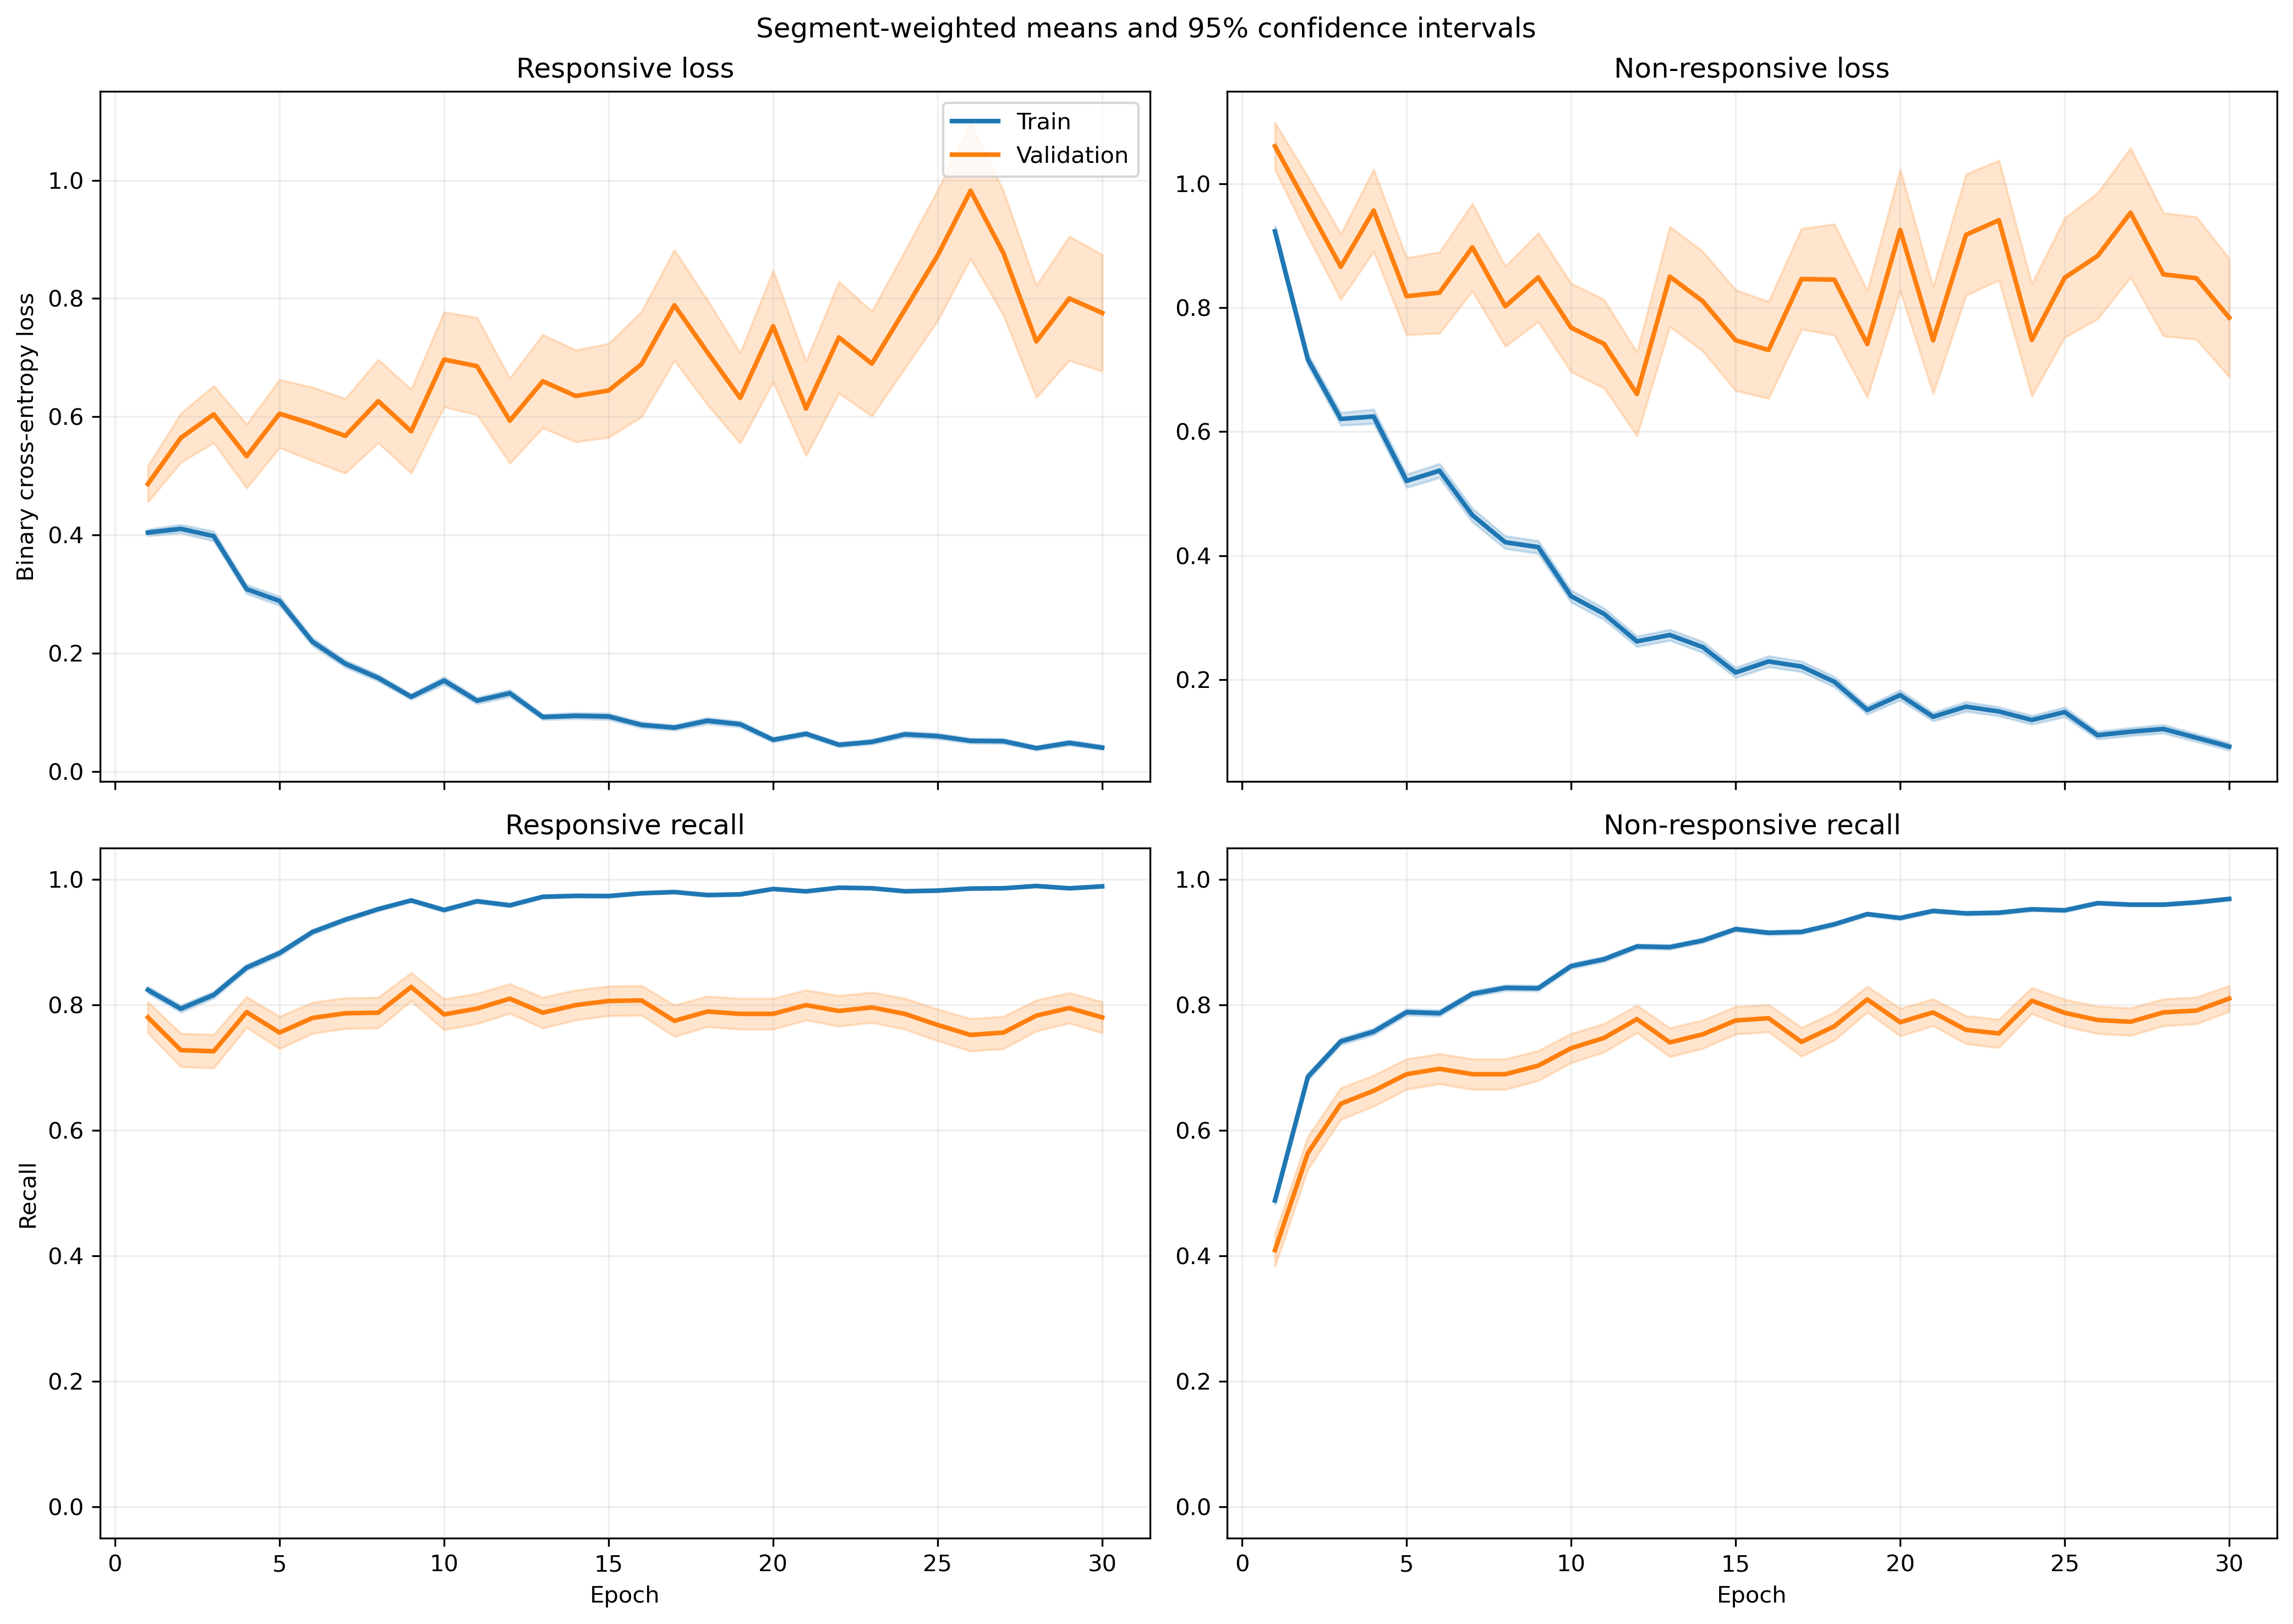 Segment-weighted means and 95% confidence intervals
Responsive loss
Non-responsive loss
Train
Validation
Binary cross-entropy loss
1.0
0.8
0.6
0.4
0.2
0.0
1.0
0.8
0.6
0.4
0.2
Responsive recall
Non-responsive recall
Recall
1.0
0.8
0.6
0.4
0.2
0.0
1.0
0.8
0.6
0.4
0.2
0.0
0 5 10 15 20 25 30
0 5 10 15 20 25 30
Epoch
Epoch